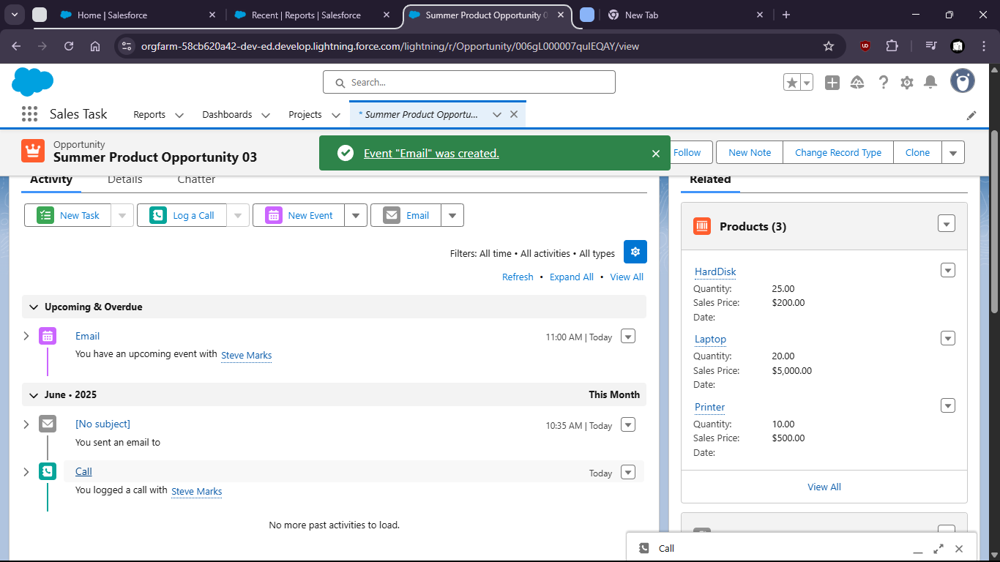 Home | Salesforce
Recent | Reports | Salesforce
Summer Product Opportunity 0
New Tab
orgfarm-58cb620a42-dev-ed.develop.lightning.force.com/lightning/r/Opportunity/006gL000007qulEQAY/view
UD
Search...
Sales Task
Reports
Dashboards
Projects
* Summer Product Opportu...
Opportunity
Summer Product Opportunity 03
Event "Email" was created.
Follow
New Note
Change Record Type
Clone
Activity
Details
Chatter
Related
New Task
Log a Call
New Event
Email
Filters: All time • All activities • All types
Refresh • Expand All • View All
Upcoming & Overdue
Email
11:00 AM | Today
You have an upcoming event with Steve Marks
June • 2025
This Month
[No subject]
10:35 AM | Today
You sent an email to
Call
Today
You logged a call with Steve Marks
No more past activities to load.
Products (3)
HardDisk
Quantity: 25.00
Sales Price: $200.00
Date:
Laptop
Quantity: 20.00
Sales Price: $5,000.00
Date:
Printer
Quantity: 10.00
Sales Price: $500.00
Date:
View All
Call